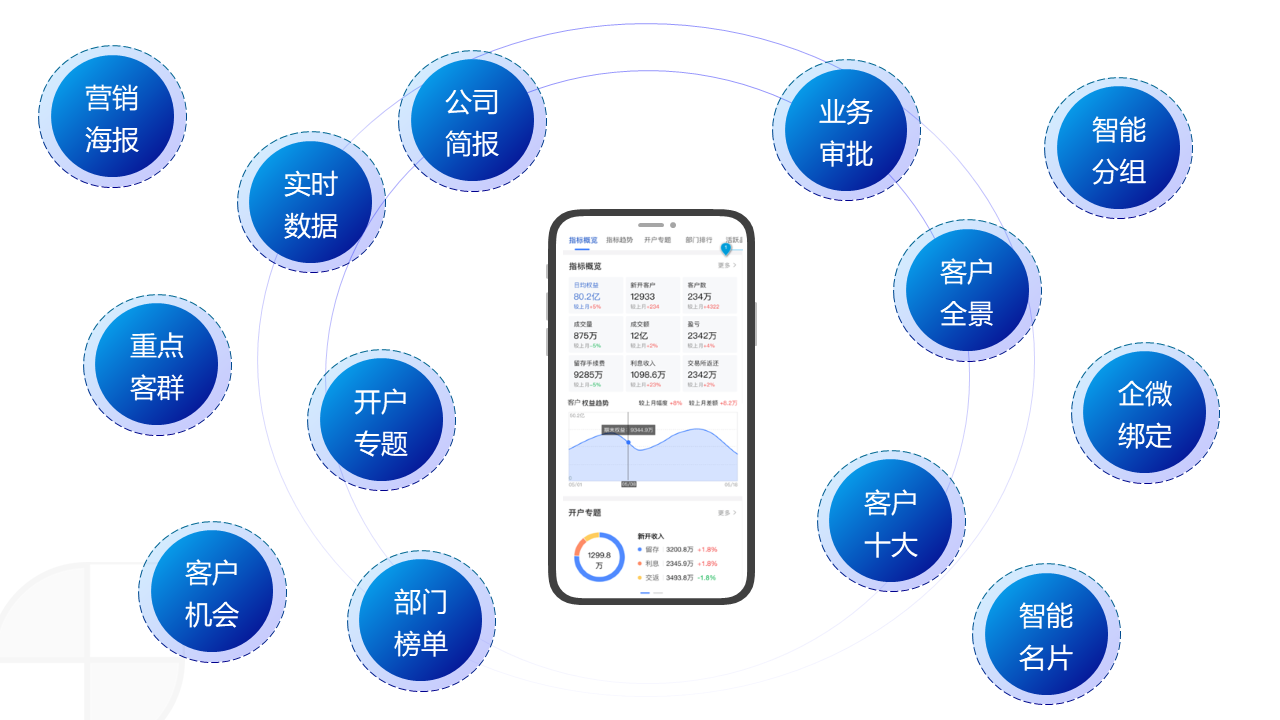 营销
海报
实时
数据
公司
简报
业务
审批
智能
分组
重点
客群
开户
专题
客户
全景
企微
绑定
客户
机会
部门
榜单
客户
十大
智能
名片
指标概览 指标趋势 开户专题 部门排行
指标概览 更多 >
日均权益 新开客户 客户数
80.2亿 12933 234万
较上月+5% 较上月+234 较上月+4322
成交量 成交额 盈亏
875万 12亿 2342万
较上月-5% 较上月+2% 较上月+4%
留存手续费 利息收入 交易所返还
9285万 1098.6万 2342万
较上月-5% 较上月+23% 较上月+2%
客户权益趋势 较上月幅增 +6% 较上月差额 +6.2万
80.2亿
期末权益: 9344.9万
0
开户专题 更多 >
新开收入
1299.8
万
留存 3200.8万 +1.8%
利息 2345.9万 +1.8%
交返 3493.8万 -1.8%